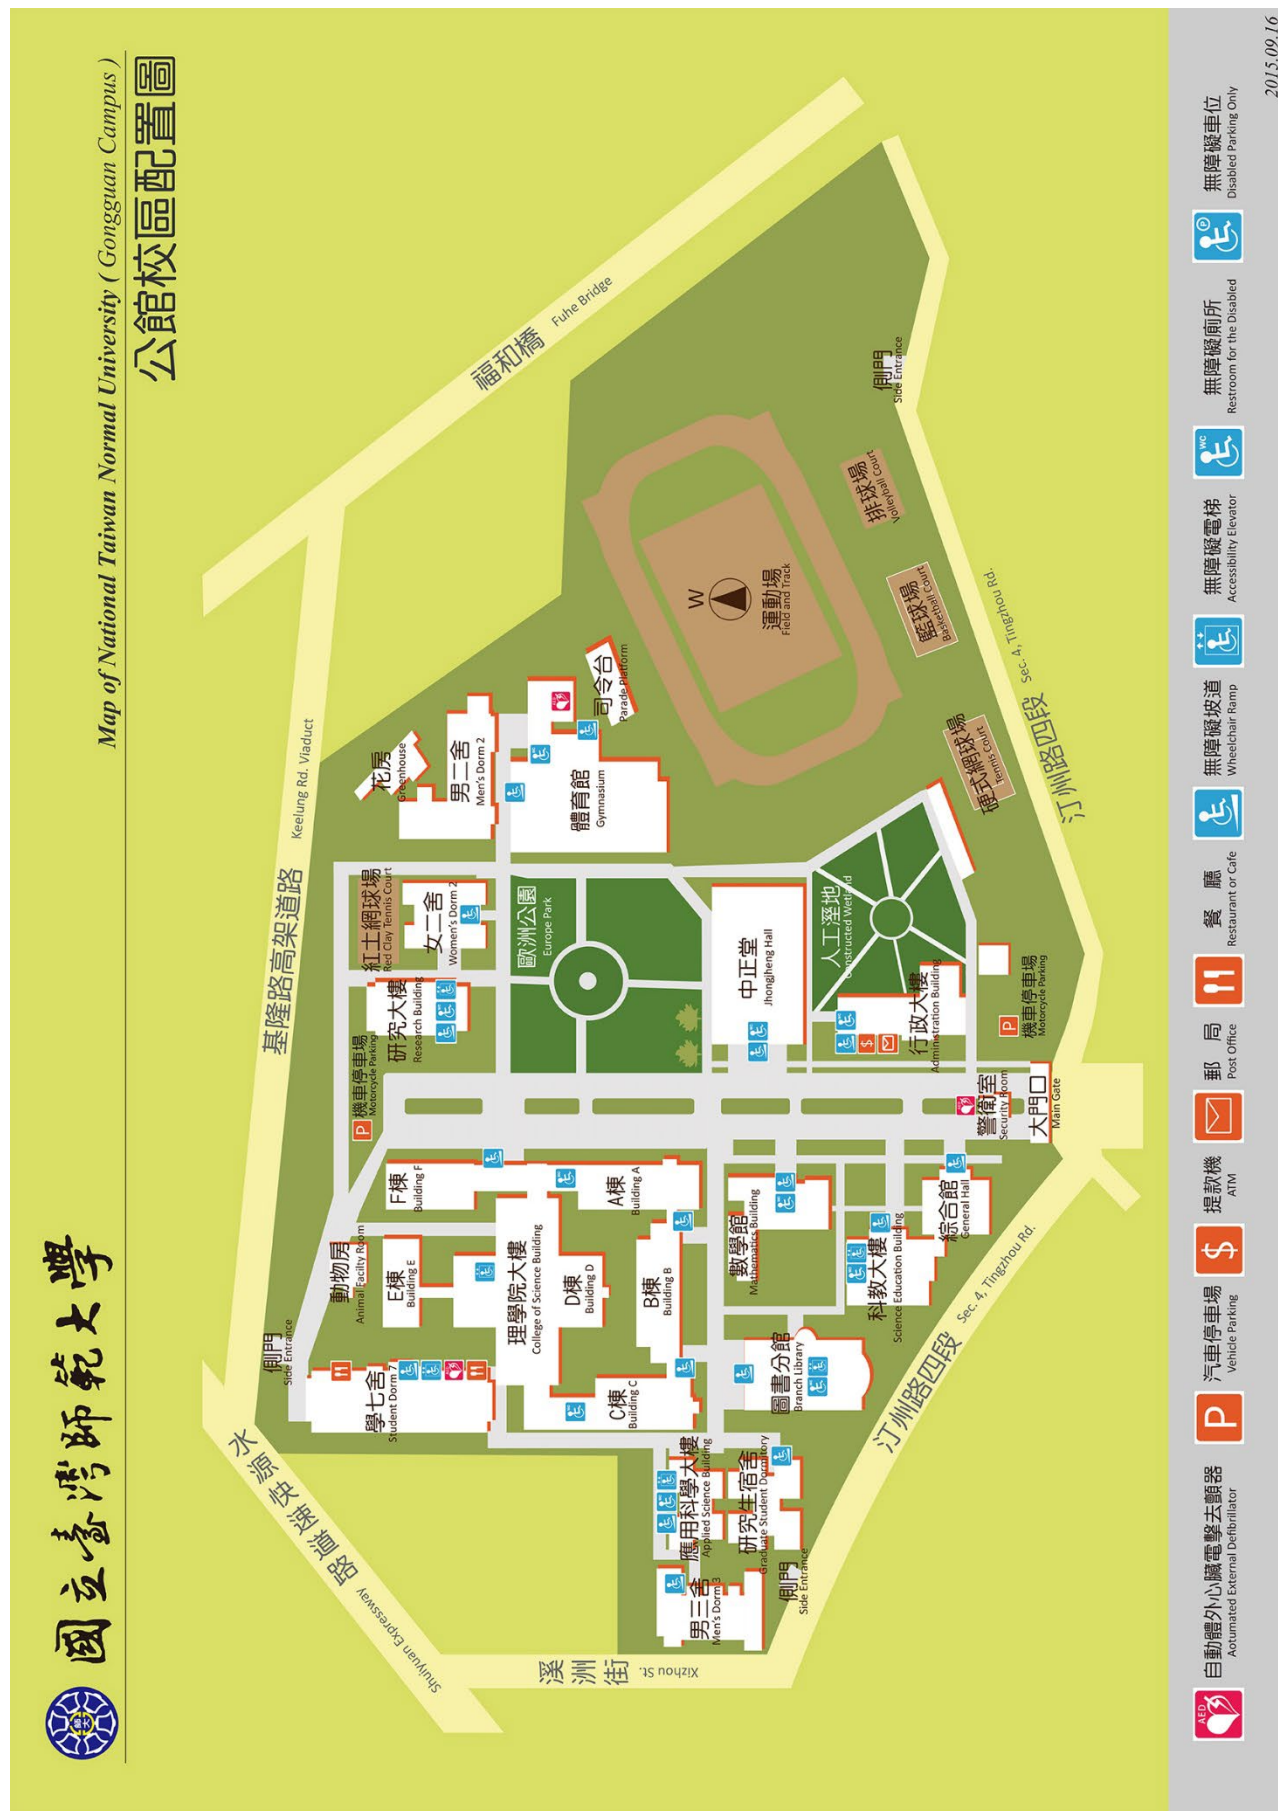 國立臺灣師範大學
Map of National Taiwan Normal University ( Gongguan Campus )
公館校區配置圖
水源快速道路
Shuiyuan Expressway
基隆路高架道路
Keelung Rd. Viaduct
福和橋
Fuhe Bridge
溪洲街
Xizhou St.
側門
Side Entrance
學七舍
Student Dorm 7
動物房
Animal Facilty Room
E棟
Building E
F棟
Building F
理學院大樓
College of Science Building
D棟
Building D
A棟
Building A
B棟
Building B
C棟
Building C
P
機車停車場
Motorcycle Parking
研究大樓
Research Building
紅土網球場
Red Clay Tennis Court
女二舍
Women's Dorm 2
花房
Greenhouse
男二舍
Men's Dorm 2
體育館
Gymnasium
司令台
Parade Platform
歐洲公園
Europe Park
W
運動場
Field and Track
排球場
Volleyball Court
籃球場
Basketball Court
硬式網球場
Tennis Court
側門
Side Entrance
男三舍
Men's Dorm 3
應用科學大樓
Applied Science Building
研究生宿舍
Graduate Student Dormitory
側門
Side Entrance
圖書分館
Branch Library
數學館
Mathematics Building
科教大樓
Science Education Building
綜合館
General Hall
中正堂
Jhongjheng Hall
人工溼地
Constructed Wetland
行政大樓
Administration Building
$
警衛室
Security Room
大門口
Main Gate
P
機車停車場
Motorcycle Parking
汀州路四段
Sec. 4, Tingzhou Rd.
汀州路四段
Sec. 4, Tingzhou Rd.
AED
自動體外心臟電擊去顫器
Aotumated External Defibrillator
P
汽車停車場
Vehicle Parking
$
提款機
ATM
郵 局
Post Office
餐 廳
Restaurant or Cafe
無障礙坡道
Wheelchair Ramp
無障礙電梯
Accessibility Elevator
WC
無障礙廁所
Restroom for the Disabled
P
無障礙車位
Disabled Parking Only
2015.09.16